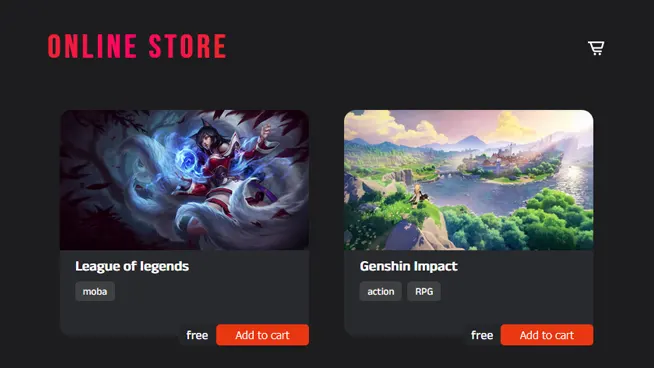 ONLINE STORE
League of legends
moba
free Add to cart
Genshin Impact
action RPG
free Add to cart